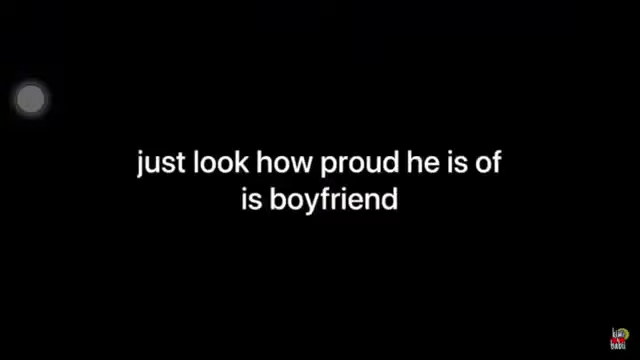 just look how proud he is of
is boyfriend